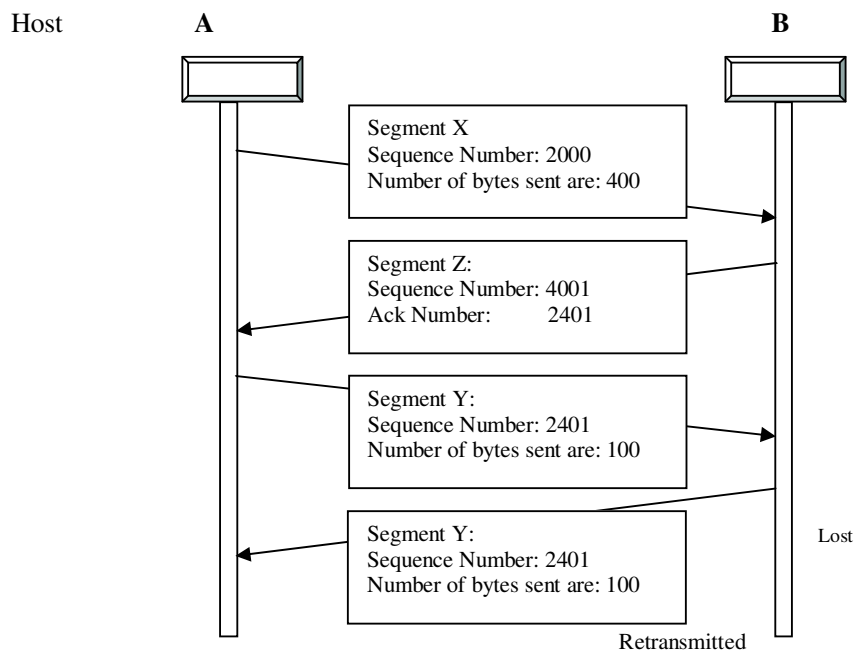 Host A B
Segment X
Sequence Number: 2000
Number of bytes sent are: 400
Segment Z:
Sequence Number: 4001
Ack Number: 2401
Segment Y:
Sequence Number: 2401
Number of bytes sent are: 100
Segment Y:
Sequence Number: 2401
Number of bytes sent are: 100
Lost
Retransmitted